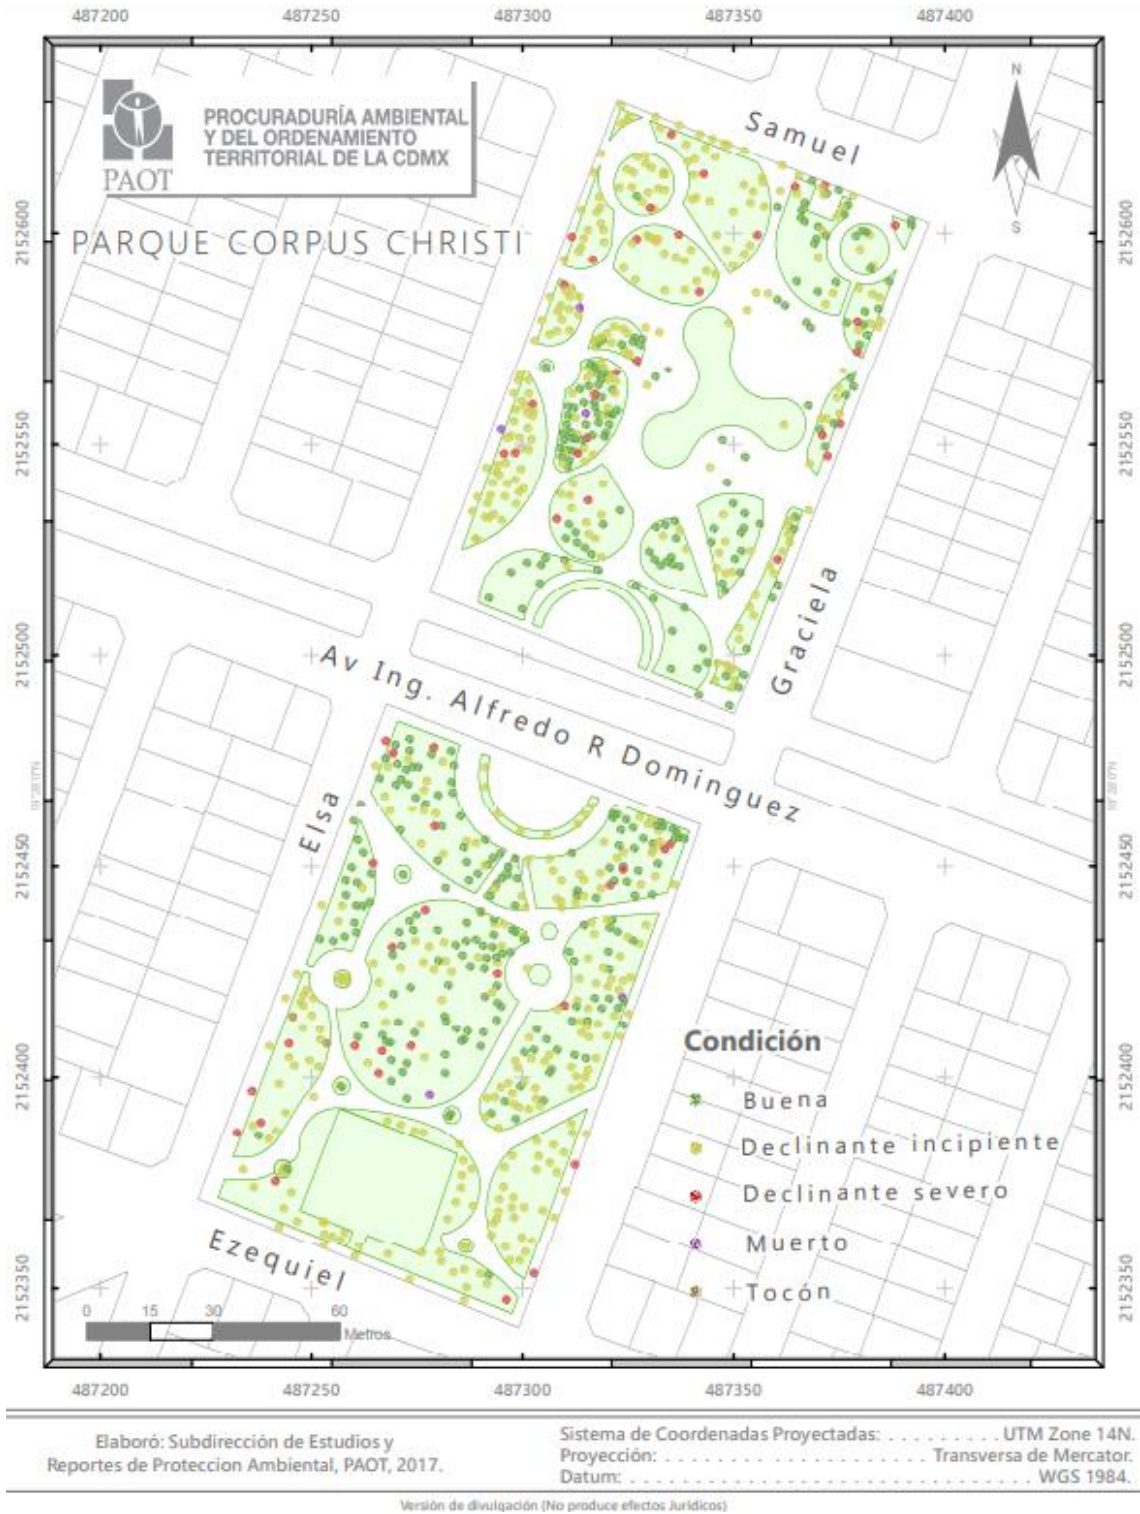 487200 487250 487300 487350 487400
PROCURADURÍA AMBIENTAL
Y DEL ORDENAMIENTO
TERRITORIAL DE LA CDMX
PAOT
PARQUE CORPUS CHRISTI
N
S
Samuel
2152600
2152600
2152550
2152550
2152500
2152500
Graciela
Av Ing. Alfredo R Dominguez
Elsa
2152450
2152450
2152400
2152400
Condición
Buena
Declinante incipiente
Declinante severo
Muerto
Tocón
Ezequiel
2152350
2152350
0 15 30 60
Metros
487200 487250 487300 487350 487400
Elaboró: Subdirección de Estudios y
Reportes de Proteccion Ambiental, PAOT, 2017.
Sistema de Coordenadas Proyectadas: . . . . . . . . . . UTM Zone 14N.
Proyección: . . . . . . . . . . . . . . . . . . . . . . . . Transversa de Mercator.
Datum: . . . . . . . . . . . . . . . . . . . . . . . . . . . . . . . . . . . WGS 1984.
Versión de divulgación (No produce efectos Jurídicos)